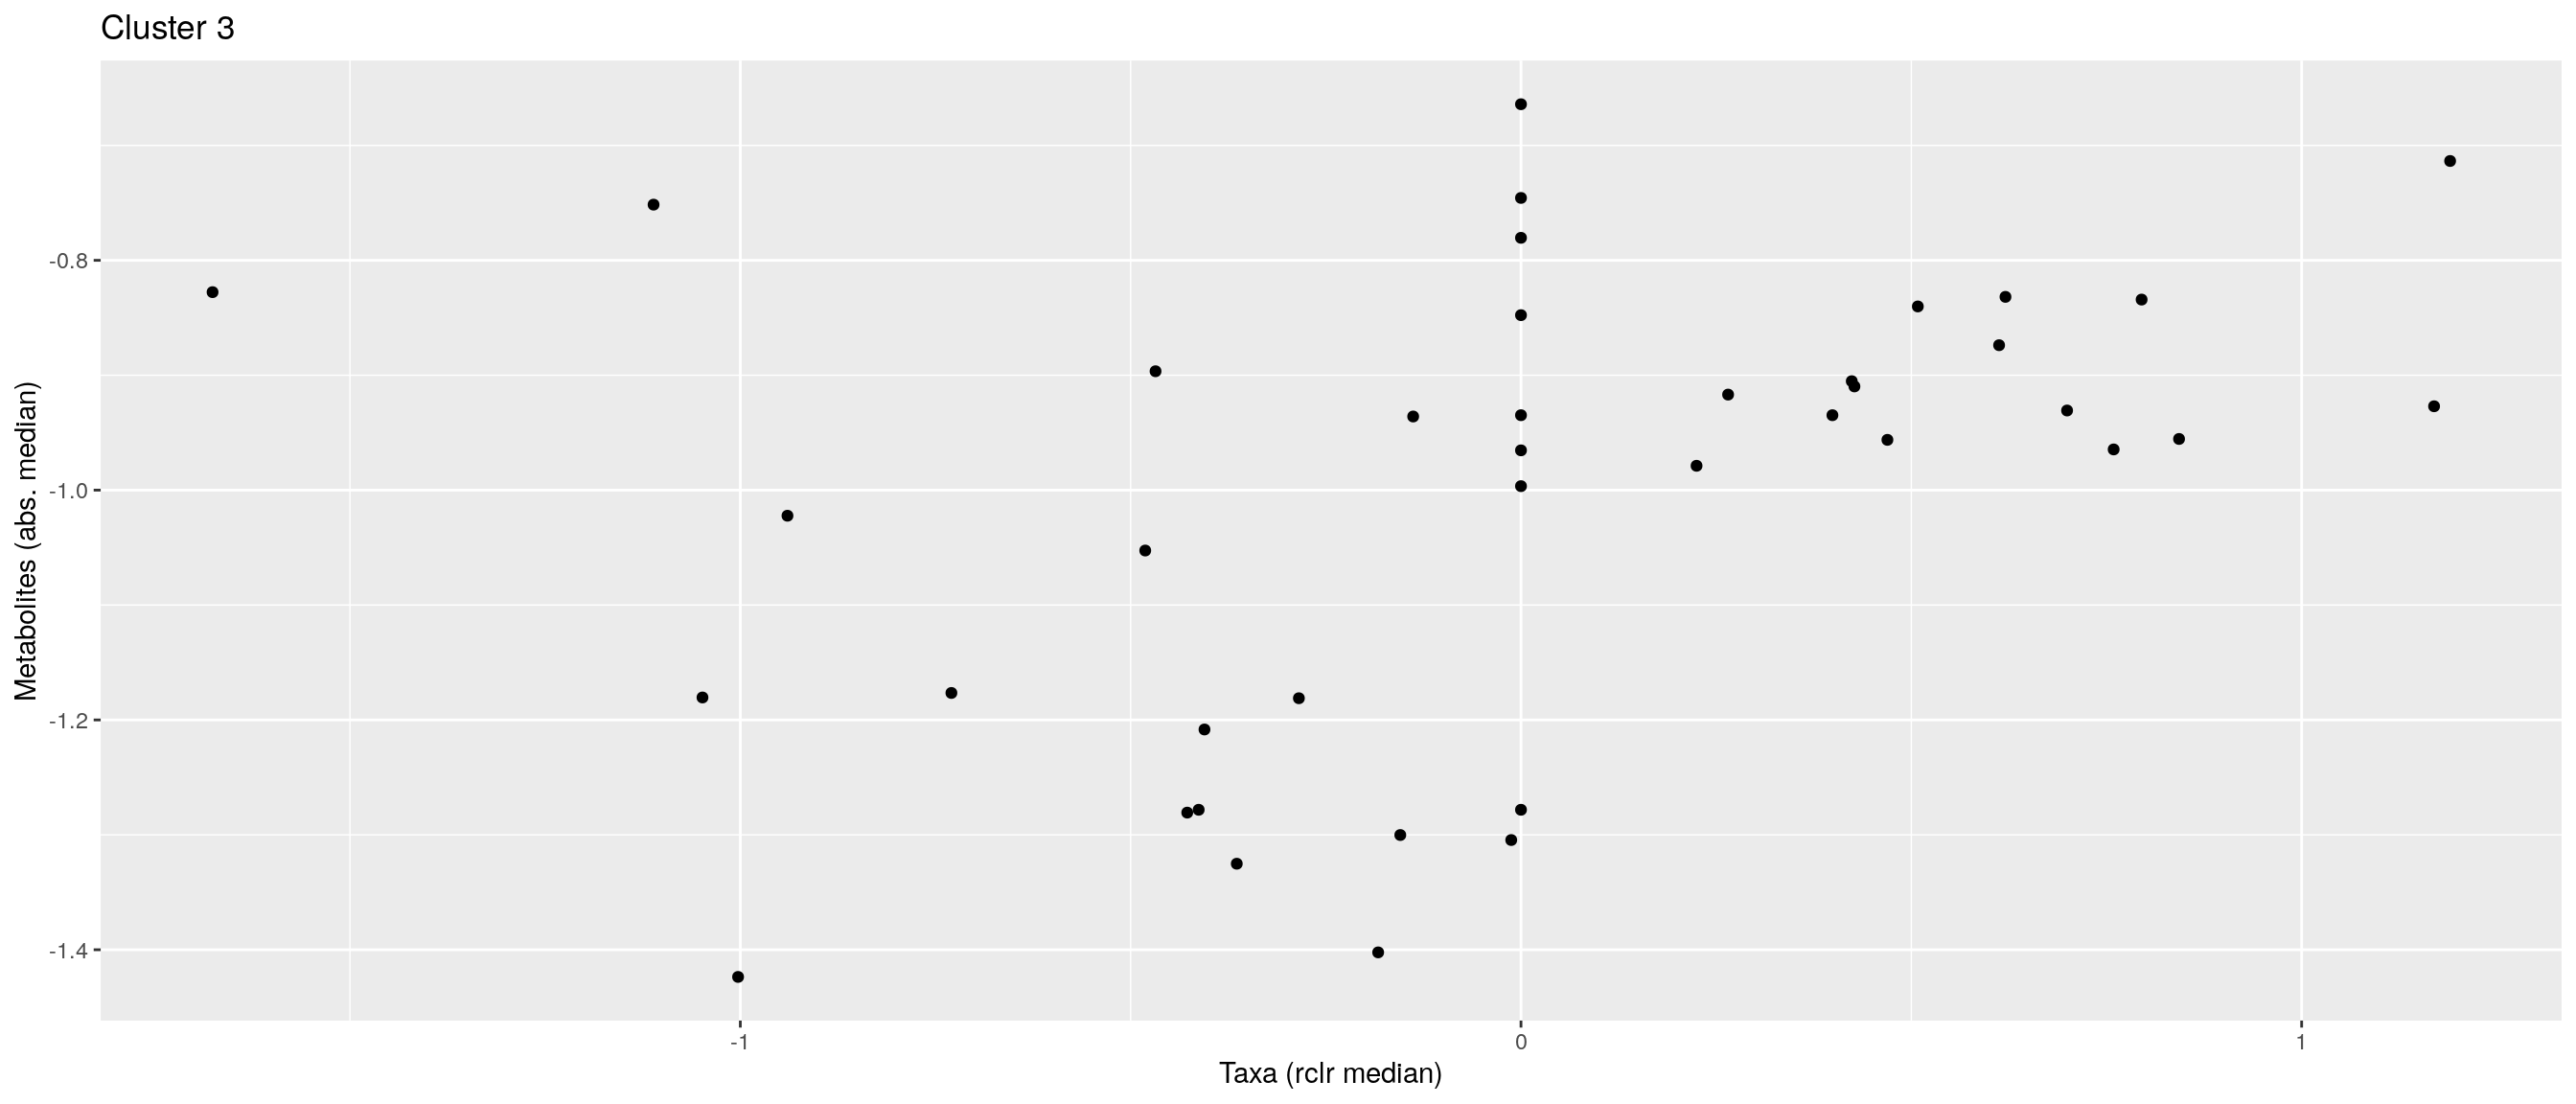 Cluster 3
Metabolites (abs. median)
-0.8
-1.0
-1.2
-1.4
-1
0
1
Taxa (rclr median)